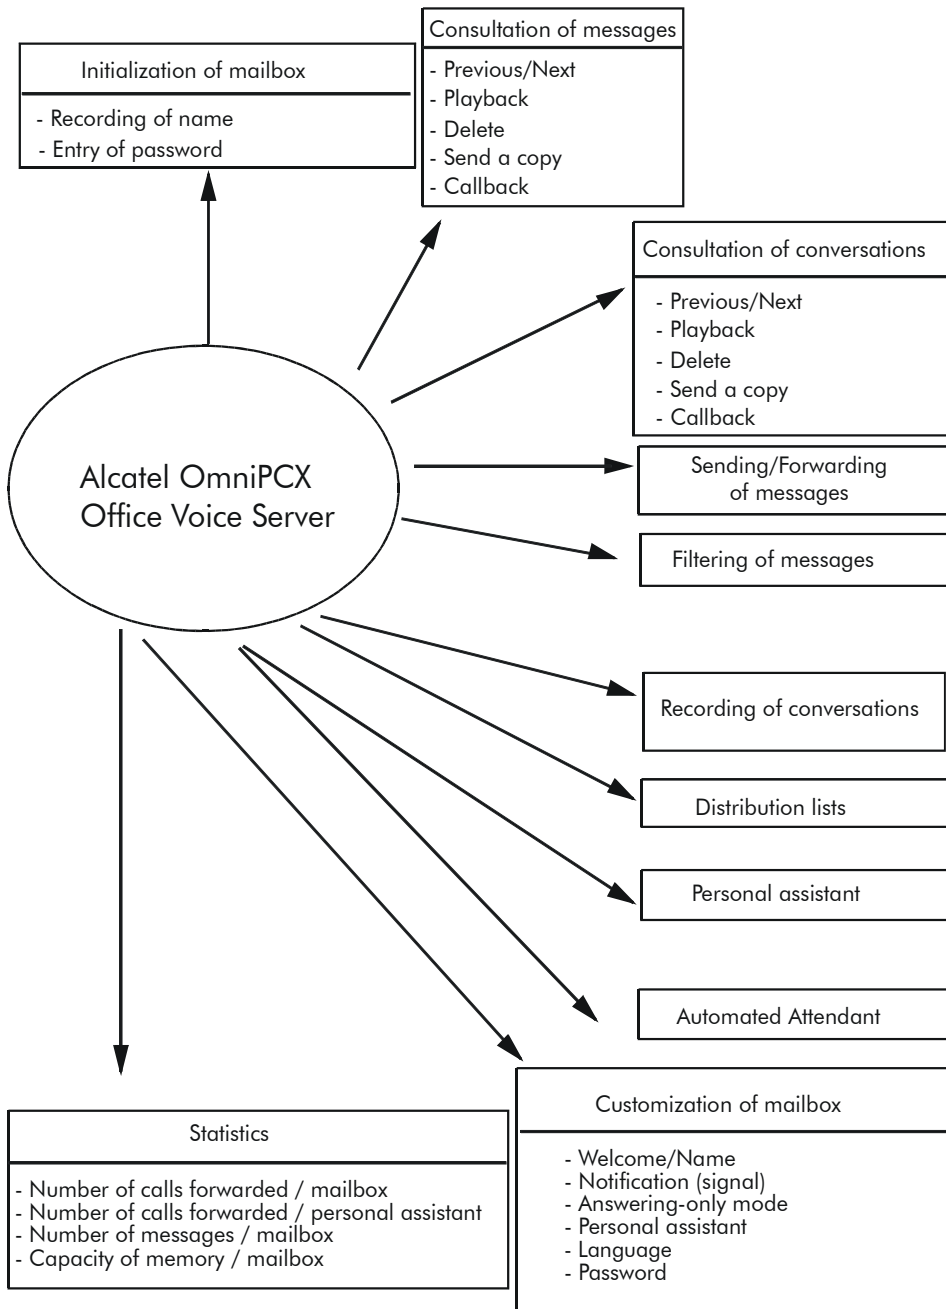 Consultation of messages
- Previous/Next
- Playback
- Delete
- Send a copy
- Callback
Initialization of mailbox
- Recording of name
- Entry of password
Consultation of conversations
- Previous/Next
- Playback
- Delete
- Send a copy
- Callback
Alcatel OmniPCX
Office Voice Server
Sending/Forwarding
of messages
Filtering of messages
Recording of conversations
Distribution lists
Personal assistant
Automated Attendant
Customization of mailbox
- Welcome/Name
- Notification (signal)
- Answering-only mode
- Personal assistant
- Language
- Password
Statistics
- Number of calls forwarded / mailbox
- Number of calls forwarded / personal assistant
- Number of messages / mailbox
- Capacity of memory / mailbox